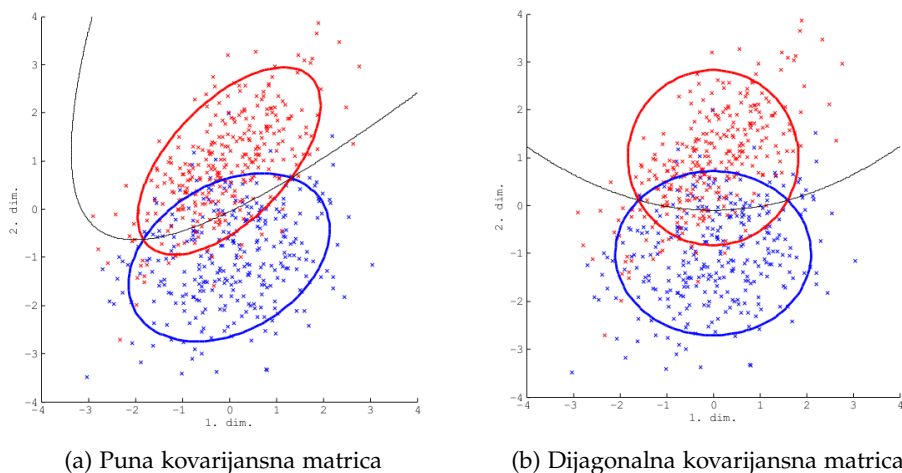 4
3
2
1
0
−1
−2
−3
−4
2. dim.
−4 −3 −2 −1 0 1 2 3 4
1. dim.
(a) Puna kovarijansna matrica
4
3
2
1
0
−1
−2
−3
−4
2. dim.
−4 −3 −2 −1 0 1 2 3 4
1. dim.
(b) Dijagonalna kovarijansna matrica